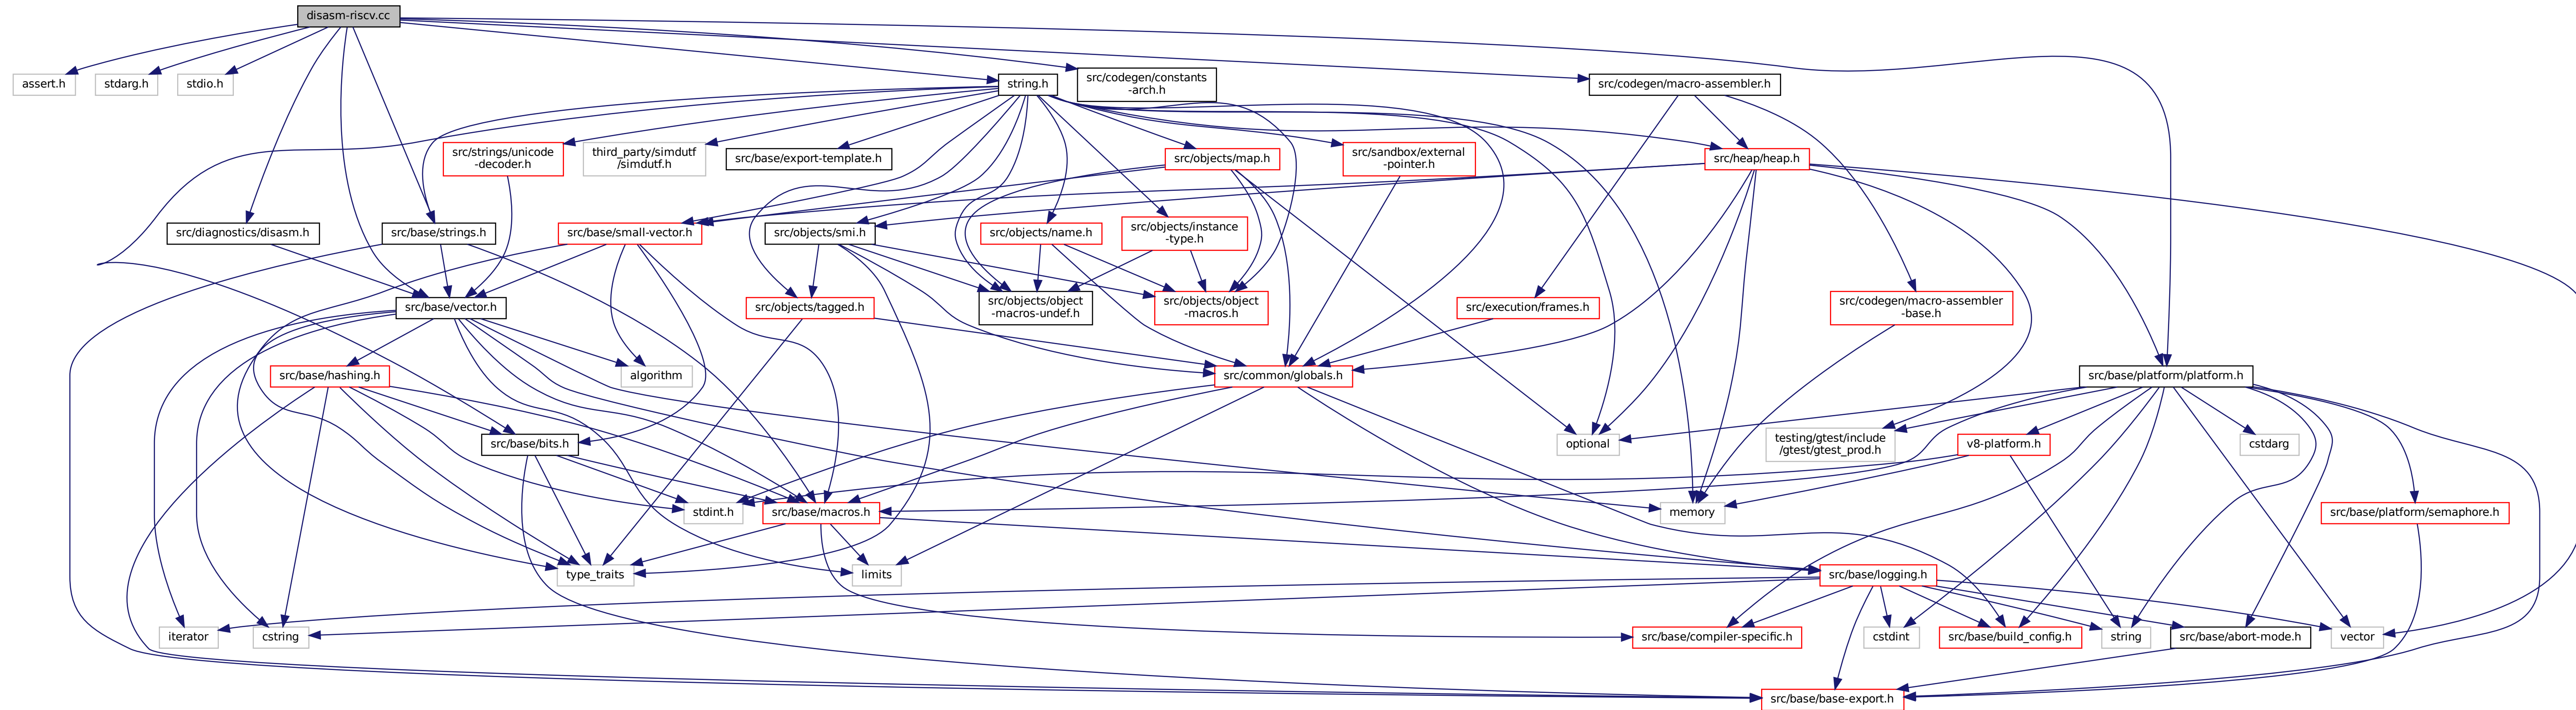 disasm-riscv.cc
assert.h
stdarg.h
stdio.h
string.h
src/codegen/constants
-arch.h
src/codegen/macro-assembler.h
src/strings/unicode
-decoder.h
third_party/simdutf
/simdutf.h
src/base/export-template.h
src/objects/map.h
src/sandbox/external
-pointer.h
src/heap/heap.h
src/diagnostics/disasm.h
src/base/strings.h
src/base/small-vector.h
src/objects/smi.h
src/objects/name.h
src/objects/instance
-type.h
src/base/vector.h
src/objects/tagged.h
src/objects/object
-macros-undef.h
src/objects/object
-macros.h
src/execution/frames.h
src/codegen/macro-assembler
-base.h
src/base/hashing.h
algorithm
src/common/globals.h
src/base/platform/platform.h
src/base/bits.h
optional
testing/gtest/include
/gtest/gtest_prod.h
v8-platform.h
cstdarg
stdint.h
src/base/macros.h
memory
src/base/platform/semaphore.h
type_traits
limits
src/base/logging.h
iterator
cstring
src/base/compiler-specific.h
cstdint
src/base/build_config.h
string
src/base/abort-mode.h
vector
src/base/base-export.h